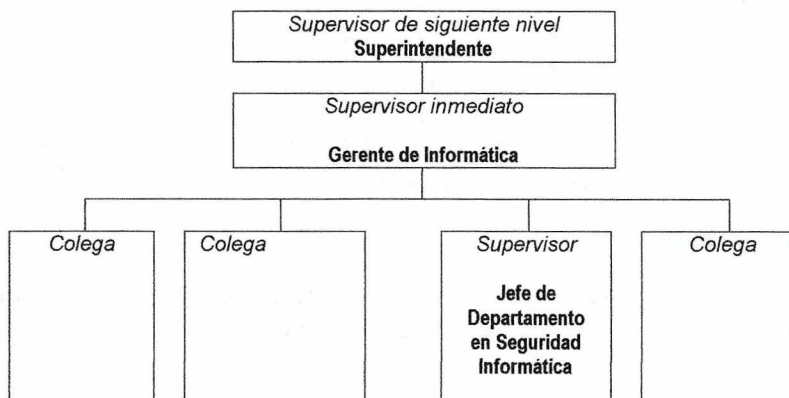 Supervisor de siguiente nivel
Superintendente
Supervisor inmediato
Gerente de Informática
Colega
Colega
Supervisor
Jefe de
Departamento
en Seguridad
Informática
Colega